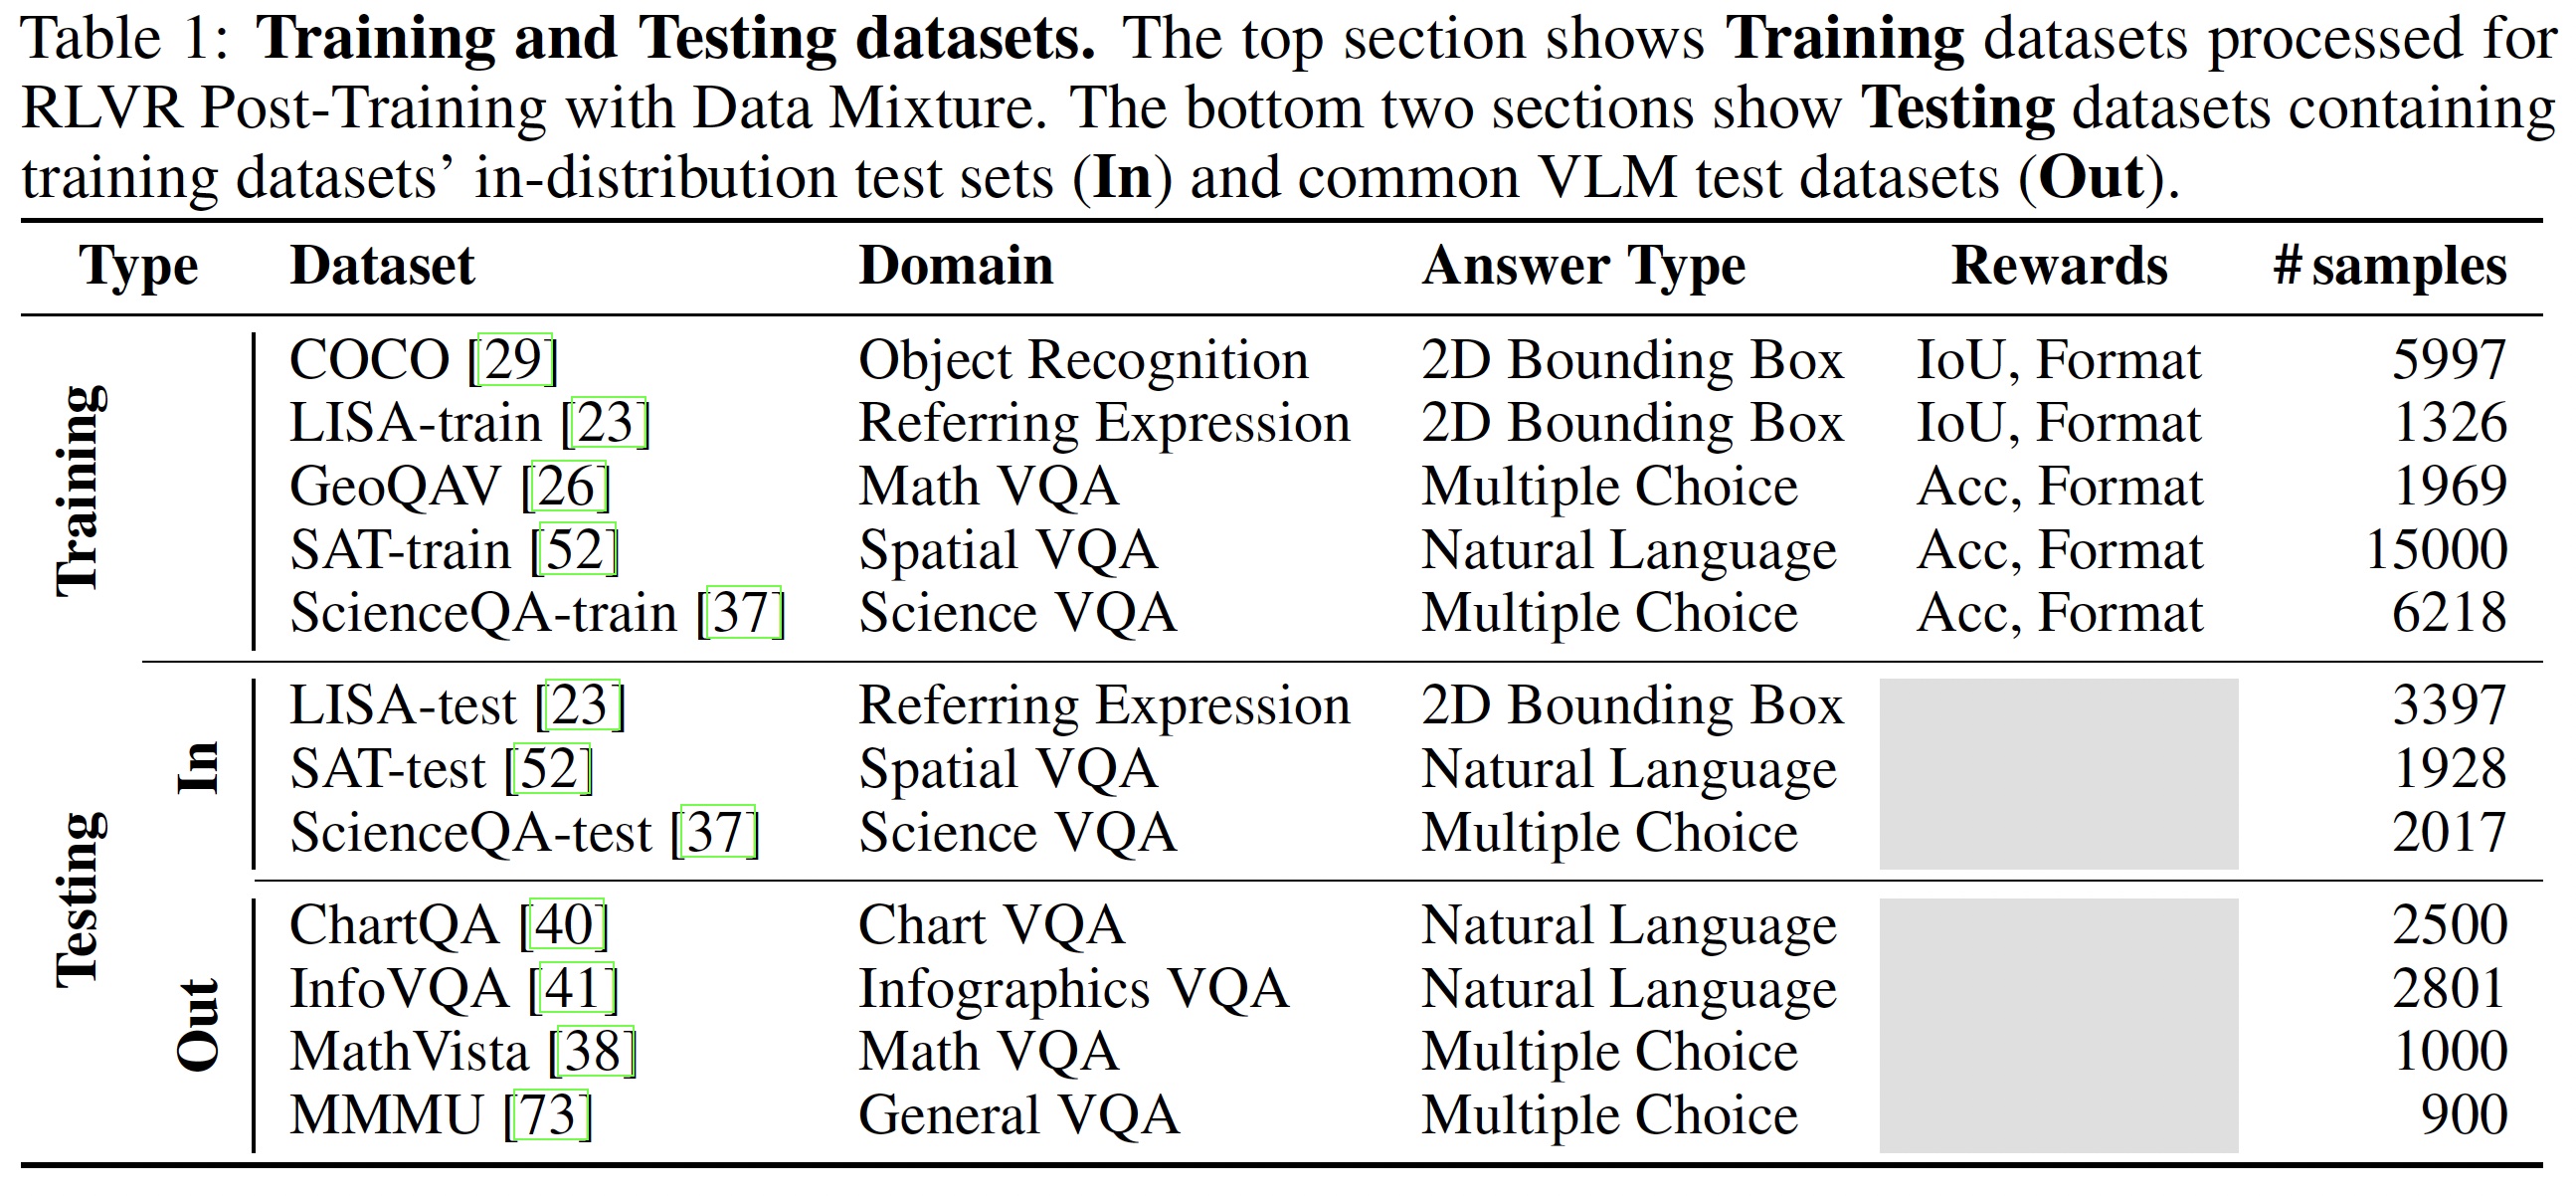 Table 1: Training and Testing datasets. The top section shows Training datasets processed for
RLVR Post-Training with Data Mixture. The bottom two sections show Testing datasets containing
training datasets’ in-distribution test sets (In) and common VLM test datasets (Out).
Type Dataset Domain Answer Type Rewards # samples
Training
COCO [29] Object Recognition 2D Bounding Box IoU, Format 5997
LISA-train [23] Referring Expression 2D Bounding Box IoU, Format 1326
GeoQAV [26] Math VQA Multiple Choice Acc, Format 1969
SAT-train [52] Spatial VQA Natural Language Acc, Format 15000
ScienceQA-train [37] Science VQA Multiple Choice Acc, Format 6218
Testing
In
LISA-test [23] Referring Expression 2D Bounding Box 3397
SAT-test [52] Spatial VQA Natural Language 1928
ScienceQA-test [37] Science VQA Multiple Choice 2017
Out
ChartQA [40] Chart VQA Natural Language 2500
InfoVQA [41] Infographics VQA Natural Language 2801
MathVista [38] Math VQA Multiple Choice 1000
MMMU [73] General VQA Multiple Choice 900